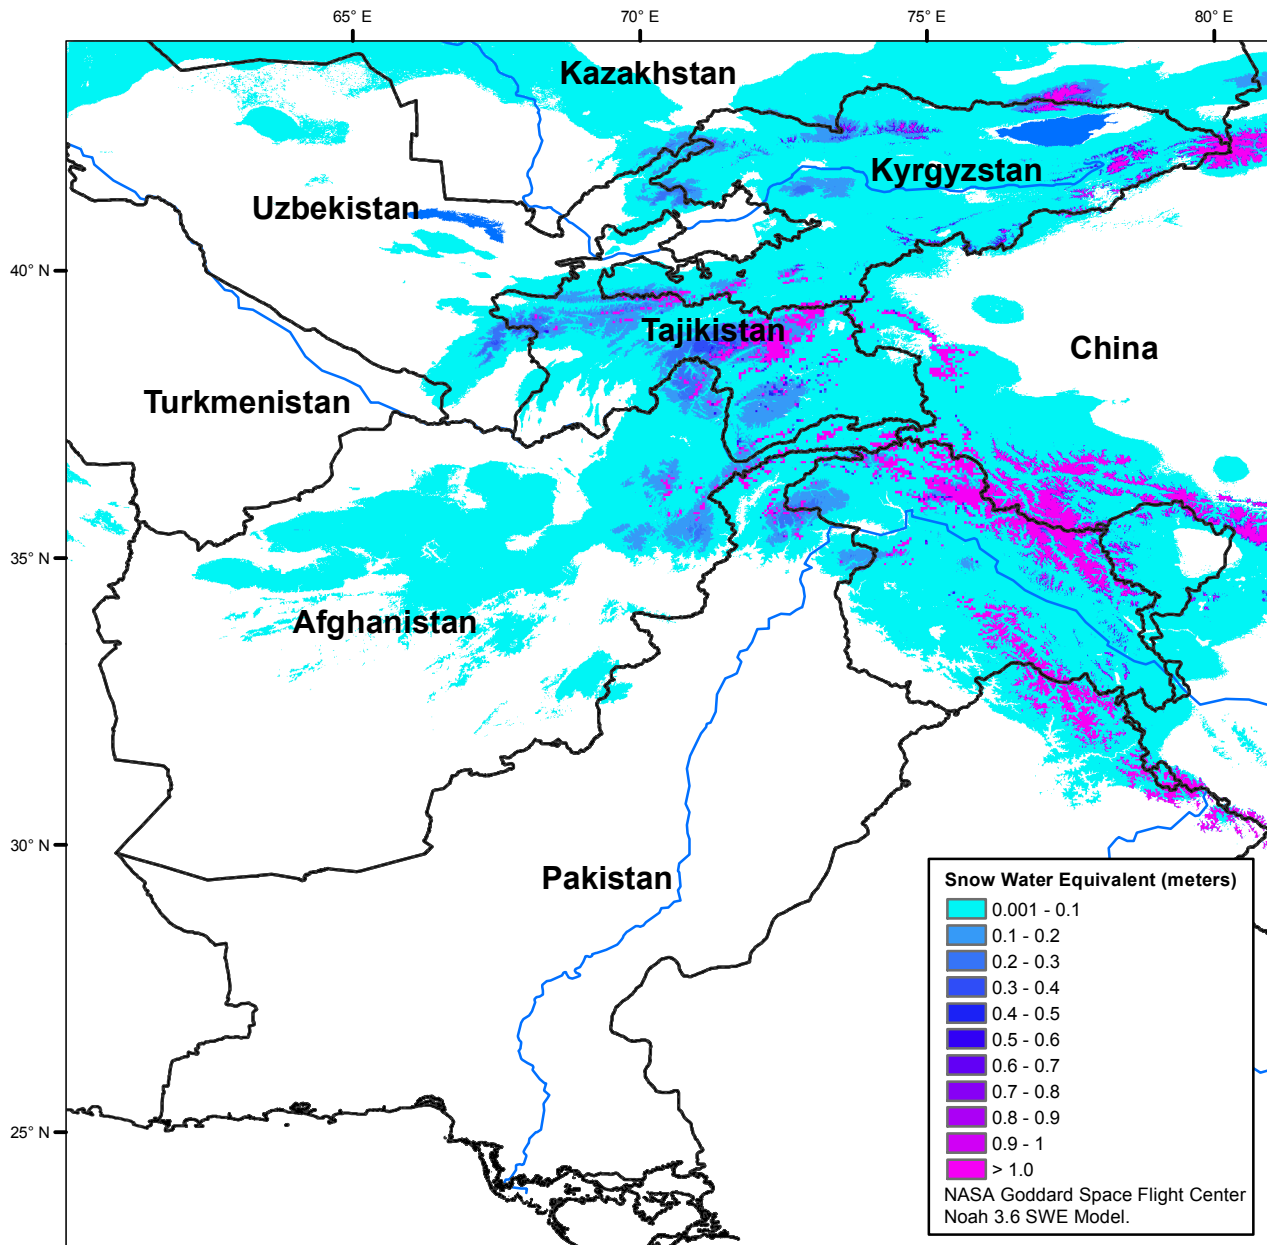 65° E
70° E
75° E
80° E
Kazakhstan
Kyrgyzstan
Uzbekistan
40° N
Tajikistan
China
Turkmenistan
35° N
Afghanistan
30° N
Pakistan
25° N
Snow Water Equivalent (meters)
0.001 - 0.1
0.1 - 0.2
0.2 - 0.3
0.3 - 0.4
0.4 - 0.5
0.5 - 0.6
0.6 - 0.7
0.7 - 0.8
0.8 - 0.9
0.9 - 1
> 1.0
NASA Goddard Space Flight Center
Noah 3.6 SWE Model.